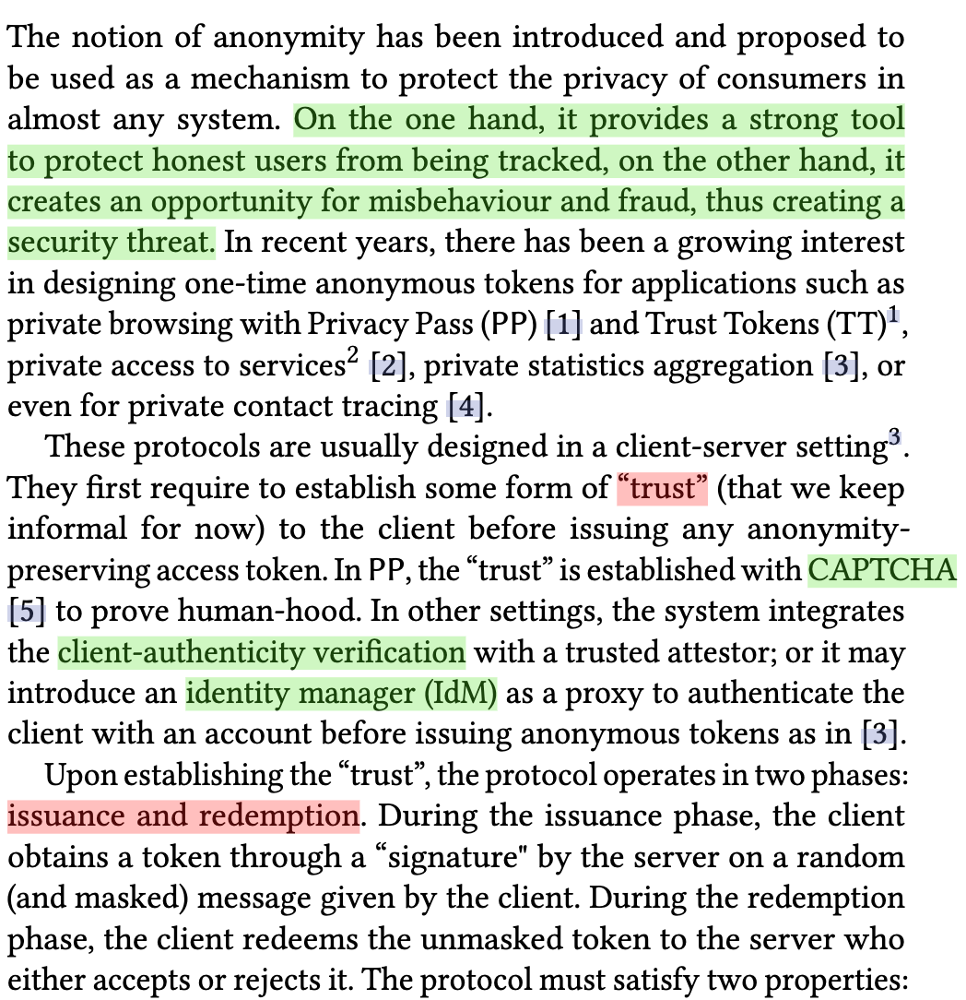 The notion of anonymity has been introduced and proposed to
be used as a mechanism to protect the privacy of consumers in
almost any system. On the one hand, it provides a strong tool
to protect honest users from being tracked, on the other hand, it
creates an opportunity for misbehaviour and fraud, thus creating a
security threat. In recent years, there has been a growing interest
in designing one-time anonymous tokens for applications such as
private browsing with Privacy Pass (PP) [1] and Trust Tokens (TT)¹,
private access to services² [2], private statistics aggregation [3], or
even for private contact tracing [4].
These protocols are usually designed in a client-server setting³.
They first require to establish some form of “trust” (that we keep
informal for now) to the client before issuing any anonymity-
preserving access token. In PP, the “trust” is established with CAPTCHA
[5] to prove human-hood. In other settings, the system integrates
the client-authenticity verification with a trusted attestor; or it may
introduce an identity manager (IdM) as a proxy to authenticate the
client with an account before issuing anonymous tokens as in [3].
Upon establishing the “trust”, the protocol operates in two phases:
issuance and redemption. During the issuance phase, the client
obtains a token through a “signature" by the server on a random
(and masked) message given by the client. During the redemption
phase, the client redeems the unmasked token to the server who
either accepts or rejects it. The protocol must satisfy two properties: